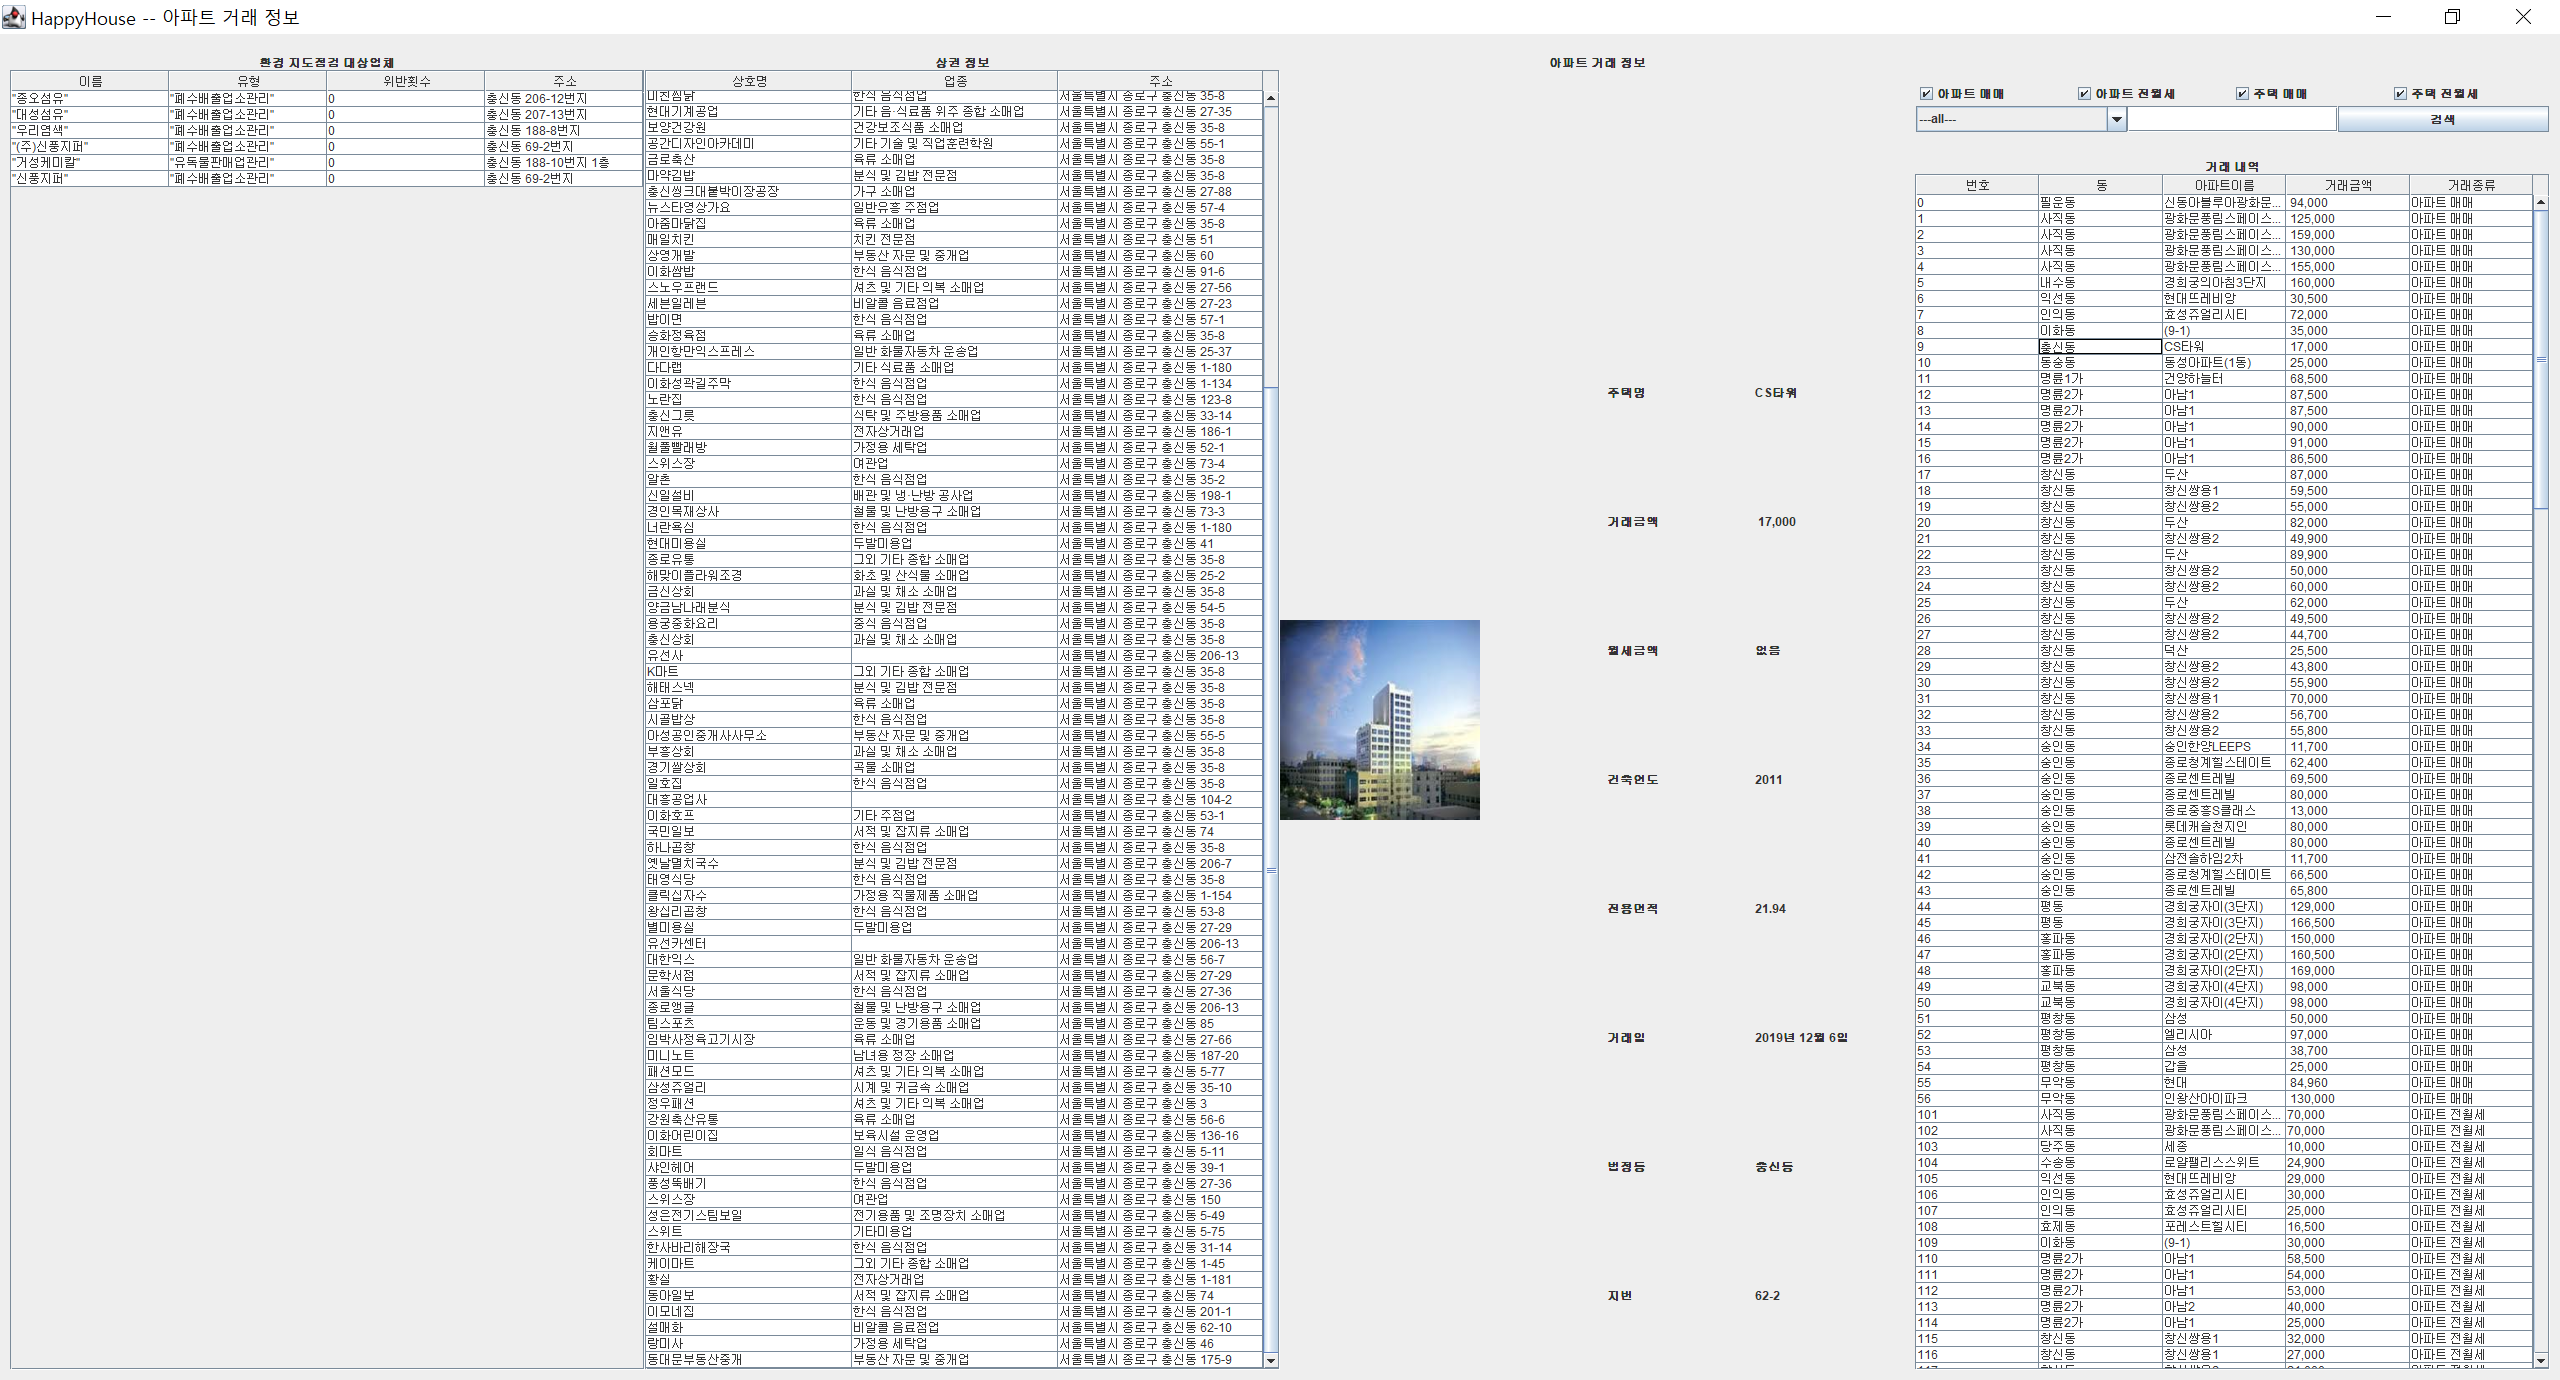 HappyHouse -- 아파트 거래 정보
환경 지도점검 대상업체
이름 유형 위반횟수 주소
"종오섬유" "폐수배출업소관리" 0 충신동 206-12번지
"대성섬유" "폐수배출업소관리" 0 충신동 207-13번지
"우리염색" "폐수배출업소관리" 0 충신동 188-8번지
"(주)신풍지퍼" "폐수배출업소관리" 0 충신동 69-2번지
"거성케미칼" "유독물판매업관리" 0 충신동 188-10번지 1층
"신풍지퍼" "폐수배출업소관리" 0 충신동 69-2번지
상권 정보
상호명 업종 주소
미친찜닭 한식 음식점업 서울특별시 종로구 충신동 35-8
현대기계공업 기타 음·식료품 위주 종합 소매업 서울특별시 종로구 충신동 27-35
보양건강원 건강보조식품 소매업 서울특별시 종로구 충신동 35-8
공간디자인아카데미 기타 기술 및 직업훈련학원 서울특별시 종로구 충신동 55-1
금로축산 육류 소매업 서울특별시 종로구 충신동 35-8
마약김밥 분식 및 김밥 전문점 서울특별시 종로구 충신동 35-8
충신씽크대붙박이장공장 가구 소매업 서울특별시 종로구 충신동 27-88
뉴스타영상가요 일반유흥 주점업 서울특별시 종로구 충신동 57-4
아줌마닭집 육류 소매업 서울특별시 종로구 충신동 35-8
매일치킨 치킨 전문점 서울특별시 종로구 충신동 51
상영개발 부동산 자문 및 중개업 서울특별시 종로구 충신동 60
이화쌈밥 한식 음식점업 서울특별시 종로구 충신동 91-6
스노우프랜드 셔츠 및 기타 의복 소매업 서울특별시 종로구 충신동 27-56
세븐일레븐 비알콜 음료점업 서울특별시 종로구 충신동 27-23
밥이면 한식 음식점업 서울특별시 종로구 충신동 57-1
승화정육점 육류 소매업 서울특별시 종로구 충신동 35-8
개인항만익스프레스 일반 화물자동차 운송업 서울특별시 종로구 충신동 25-37
다다랩 기타 식료품 소매업 서울특별시 종로구 충신동 1-180
이화성곽길주막 한식 음식점업 서울특별시 종로구 충신동 1-134
노란집 한식 음식점업 서울특별시 종로구 충신동 123-8
충신그릇 식탁 및 주방용품 소매업 서울특별시 종로구 충신동 33-14
지앤유 전자상거래업 서울특별시 종로구 충신동 186-1
월풀빨래방 가정용 세탁업 서울특별시 종로구 충신동 52-1
스위스장 여관업 서울특별시 종로구 충신동 73-4
알촌 한식 음식점업 서울특별시 종로구 충신동 35-2
신일설비 배관 및 냉·난방 공사업 서울특별시 종로구 충신동 198-1
경인목재상사 철물 및 난방용구 소매업 서울특별시 종로구 충신동 73-3
너란욕심 한식 음식점업 서울특별시 종로구 충신동 1-180
현대미용실 두발미용업 서울특별시 종로구 충신동 41
종로유통 그외 기타 종합 소매업 서울특별시 종로구 충신동 35-8
해맞이플라워조경 화초 및 산식물 소매업 서울특별시 종로구 충신동 25-2
금신상회 과실 및 채소 소매업 서울특별시 종로구 충신동 35-8
양금남나래분식 분식 및 김밥 전문점 서울특별시 종로구 충신동 54-5
용궁중화요리 중식 음식점업 서울특별시 종로구 충신동 35-8
충신상회 과실 및 채소 소매업 서울특별시 종로구 충신동 35-8
유선사 서울특별시 종로구 충신동 206-13
K마트 그외 기타 종합 소매업 서울특별시 종로구 충신동 35-8
해태스넥 분식 및 김밥 전문점 서울특별시 종로구 충신동 35-8
삼포닭 육류 소매업 서울특별시 종로구 충신동 35-8
시골밥상 한식 음식점업 서울특별시 종로구 충신동 35-8
아성공인중개사사무소 부동산 자문 및 중개업 서울특별시 종로구 충신동 55-5
부흥상회 과실 및 채소 소매업 서울특별시 종로구 충신동 35-8
경기쌀상회 곡물 소매업 서울특별시 종로구 충신동 35-8
일호집 한식 음식점업 서울특별시 종로구 충신동 35-8
대흥공업사 서울특별시 종로구 충신동 104-2
이화호프 기타 주점업 서울특별시 종로구 충신동 53-1
국민일보 서적 및 잡지류 소매업 서울특별시 종로구 충신동 74
하나곱창 한식 음식점업 서울특별시 종로구 충신동 35-8
옛날멸치국수 분식 및 김밥 전문점 서울특별시 종로구 충신동 206-7
태영식당 한식 음식점업 서울특별시 종로구 충신동 35-8
클릭십자수 가정용 직물제품 소매업 서울특별시 종로구 충신동 1-154
왕십리곱창 한식 음식점업 서울특별시 종로구 충신동 53-8
별미용실 두발미용업 서울특별시 종로구 충신동 27-29
유선카센터 서울특별시 종로구 충신동 206-13
대한익스 일반 화물자동차 운송업 서울특별시 종로구 충신동 56-7
문학서점 서적 및 잡지류 소매업 서울특별시 종로구 충신동 27-29
서울식당 한식 음식점업 서울특별시 종로구 충신동 27-36
종로앵글 철물 및 난방용구 소매업 서울특별시 종로구 충신동 206-13
팀스포츠 운동 및 경기용품 소매업 서울특별시 종로구 충신동 85
임박사정육고기시장 육류 소매업 서울특별시 종로구 충신동 27-66
미니노트 남녀용 정장 소매업 서울특별시 종로구 충신동 187-20
패션모드 셔츠 및 기타 의복 소매업 서울특별시 종로구 충신동 5-77
삼성쥬얼리 시계 및 귀금속 소매업 서울특별시 종로구 충신동 35-10
정우패션 셔츠 및 기타 의복 소매업 서울특별시 종로구 충신동 3
강원축산유통 육류 소매업 서울특별시 종로구 충신동 56-6
이화어린이집 보육시설 운영업 서울특별시 종로구 충신동 136-16
회마트 일식 음식점업 서울특별시 종로구 충신동 5-11
샤인헤어 두발미용업 서울특별시 종로구 충신동 39-1
풍성뚝배기 한식 음식점업 서울특별시 종로구 충신동 27-36
스위스장 여관업 서울특별시 종로구 충신동 150
성은전기스팀보일 전기용품 및 조명장치 소매업 서울특별시 종로구 충신동 5-49
스위트 기타미용업 서울특별시 종로구 충신동 5-75
한사바리해장국 한식 음식점업 서울특별시 종로구 충신동 31-14
케이마트 그외 기타 종합 소매업 서울특별시 종로구 충신동 1-45
황실 전자상거래업 서울특별시 종로구 충신동 1-181
동아일보 서적 및 잡지류 소매업 서울특별시 종로구 충신동 74
이모네집 한식 음식점업 서울특별시 종로구 충신동 201-1
설매화 비알콜 음료점업 서울특별시 종로구 충신동 62-10
랑미사 가정용 세탁업 서울특별시 종로구 충신동 46
동대문부동산중개 부동산 자문 및 중개업 서울특별시 종로구 충신동 175-9
아파트 거래 정보
주택명 CS타워
거래금액 17,000
월세금액 없음
건축연도 2011
전용면적 21.94
거래일 2019년 12월 6일
법정동 충신동
지번 62-2
아파트 매매 아파트 전월세 주택 매매 주택 전월세
---all--- 검색
거래 내역
번호 동 아파트이름 거래금액 거래종류
0 필운동 신동아블루아광화문... 94,000 아파트 매매
1 사직동 광화문풍림스페이스... 125,000 아파트 매매
2 사직동 광화문풍림스페이스... 159,000 아파트 매매
3 사직동 광화문풍림스페이스... 130,000 아파트 매매
4 사직동 광화문풍림스페이스... 155,000 아파트 매매
5 내수동 경희궁의아침3단지 160,000 아파트 매매
6 익선동 현대뜨레비앙 30,500 아파트 매매
7 인의동 효성쥬얼리시티 72,000 아파트 매매
8 이화동 (9-1) 35,000 아파트 매매
9 충신동 CS타워 17,000 아파트 매매
10 동숭동 동성아파트(1동) 25,000 아파트 매매
11 명륜1가 건양하늘터 68,500 아파트 매매
12 명륜2가 아남1 87,500 아파트 매매
13 명륜2가 아남1 87,500 아파트 매매
14 명륜2가 아남1 90,000 아파트 매매
15 명륜2가 아남1 91,000 아파트 매매
16 명륜2가 아남1 86,500 아파트 매매
17 창신동 두산 87,000 아파트 매매
18 창신동 창신쌍용1 59,500 아파트 매매
19 창신동 창신쌍용2 55,000 아파트 매매
20 창신동 두산 82,000 아파트 매매
21 창신동 창신쌍용2 49,900 아파트 매매
22 창신동 두산 89,900 아파트 매매
23 창신동 창신쌍용2 50,000 아파트 매매
24 창신동 창신쌍용2 60,000 아파트 매매
25 창신동 두산 62,000 아파트 매매
26 창신동 창신쌍용2 49,500 아파트 매매
27 창신동 창신쌍용2 44,700 아파트 매매
28 창신동 덕산 25,500 아파트 매매
29 창신동 창신쌍용2 43,800 아파트 매매
30 창신동 창신쌍용2 55,900 아파트 매매
31 창신동 창신쌍용1 70,000 아파트 매매
32 창신동 창신쌍용2 56,700 아파트 매매
33 창신동 창신쌍용2 55,800 아파트 매매
34 숭인동 숭인한양LEEPS 11,700 아파트 매매
35 숭인동 종로청계힐스테이트 62,400 아파트 매매
36 숭인동 종로센트레빌 69,500 아파트 매매
37 숭인동 종로센트레빌 80,000 아파트 매매
38 숭인동 종로중흥S클래스 13,000 아파트 매매
39 숭인동 롯데캐슬천지인 80,000 아파트 매매
40 숭인동 종로센트레빌 80,000 아파트 매매
41 숭인동 삼전솔하임2차 11,700 아파트 매매
42 숭인동 종로청계힐스테이트 66,500 아파트 매매
43 숭인동 종로센트레빌 65,800 아파트 매매
44 평동 경희궁자이(3단지) 129,000 아파트 매매
45 평동 경희궁자이(3단지) 166,500 아파트 매매
46 홍파동 경희궁자이(2단지) 150,000 아파트 매매
47 홍파동 경희궁자이(2단지) 160,500 아파트 매매
48 홍파동 경희궁자이(2단지) 169,000 아파트 매매
49 교북동 경희궁자이(4단지) 98,000 아파트 매매
50 교북동 경희궁자이(4단지) 98,000 아파트 매매
51 평창동 삼성 50,000 아파트 매매
52 평창동 엘리시아 97,000 아파트 매매
53 평창동 삼성 38,700 아파트 매매
54 평창동 갑을 25,000 아파트 매매
55 무악동 현대 84,960 아파트 매매
56 무악동 인왕산아이파크 130,000 아파트 매매
101 사직동 광화문풍림스페이스... 70,000 아파트 전월세
102 사직동 광화문풍림스페이스... 70,000 아파트 전월세
103 당주동 세종 10,000 아파트 전월세
104 수송동 로얄팰리스스위트 24,900 아파트 전월세
105 익선동 현대뜨레비앙 29,000 아파트 전월세
106 인의동 효성쥬얼리시티 30,000 아파트 전월세
107 인의동 효성쥬얼리시티 25,000 아파트 전월세
108 효제동 포레스트힐시티 16,500 아파트 전월세
109 이화동 (9-1) 30,000 아파트 전월세
110 명륜2가 아남1 58,500 아파트 전월세
111 명륜2가 아남1 54,000 아파트 전월세
112 명륜2가 아남1 53,000 아파트 전월세
113 명륜2가 아남2 40,000 아파트 전월세
114 명륜2가 아남1 25,000 아파트 전월세
115 창신동 창신쌍용1 32,000 아파트 전월세
116 창신동 창신쌍용1 27,000 아파트 전월세